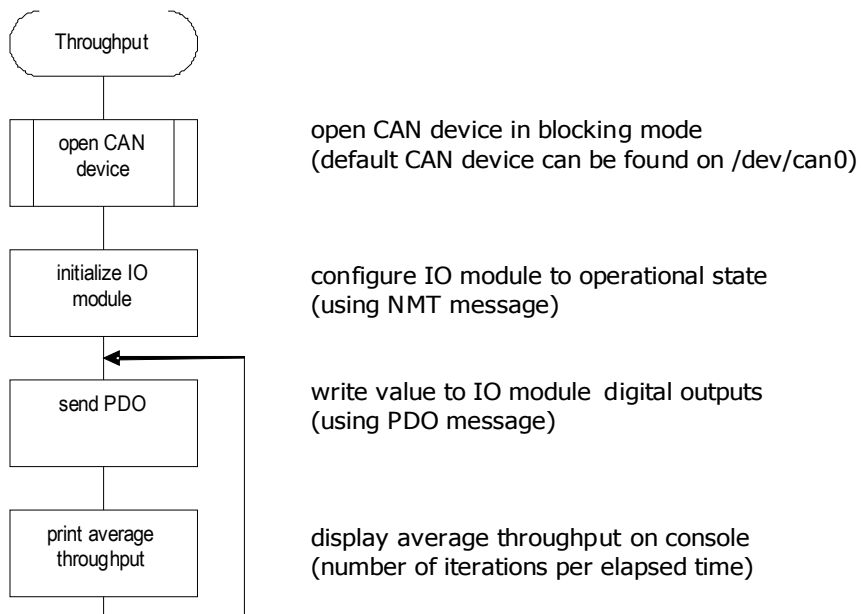 Throughput
open CAN
device
open CAN device in blocking mode
(default CAN device can be found on /dev/can0)
initialize IO
module
configure IO module to operational state
(using NMT message)
send PDO
write value to IO module digital outputs
(using PDO message)
print average
throughput
display average throughput on console
(number of iterations per elapsed time)